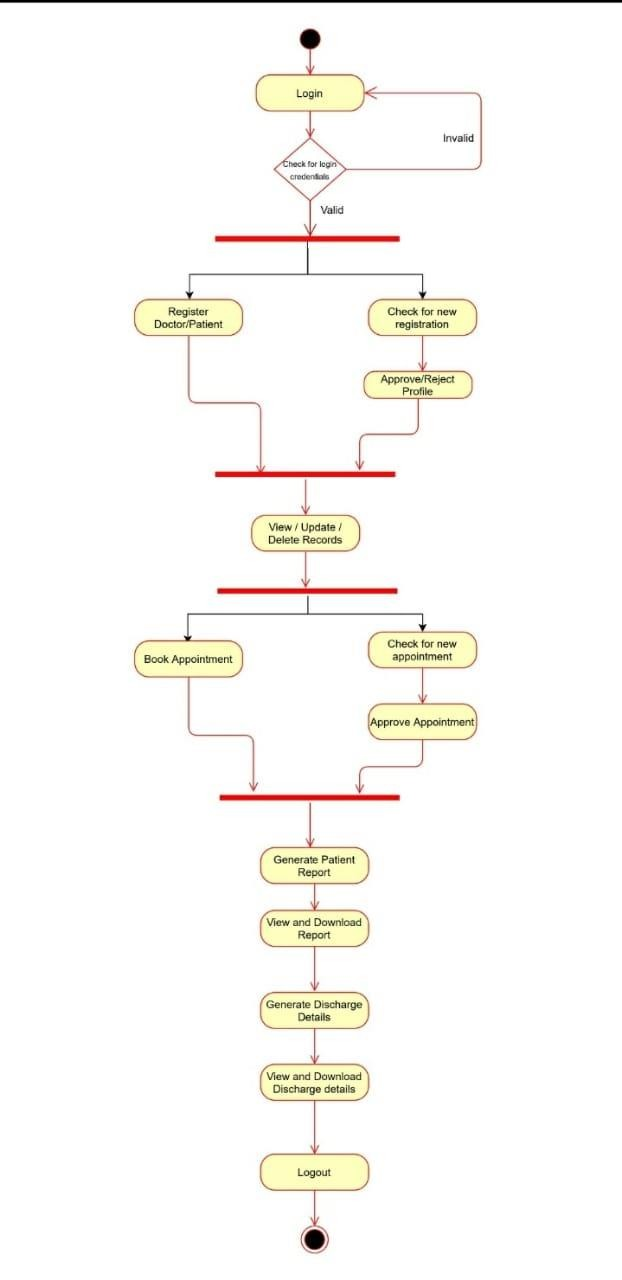 Login
Invalid
Check for login
credentials
Valid
Register
Doctor/Patient
Check for new
registration
Approve/Reject
Profile
View / Update /
Delete Records
Book Appointment
Check for new
appointment
Approve Appointment
Generate Patient
Report
View and Download
Report
Generate Discharge
Details
View and Download
Discharge details
Logout